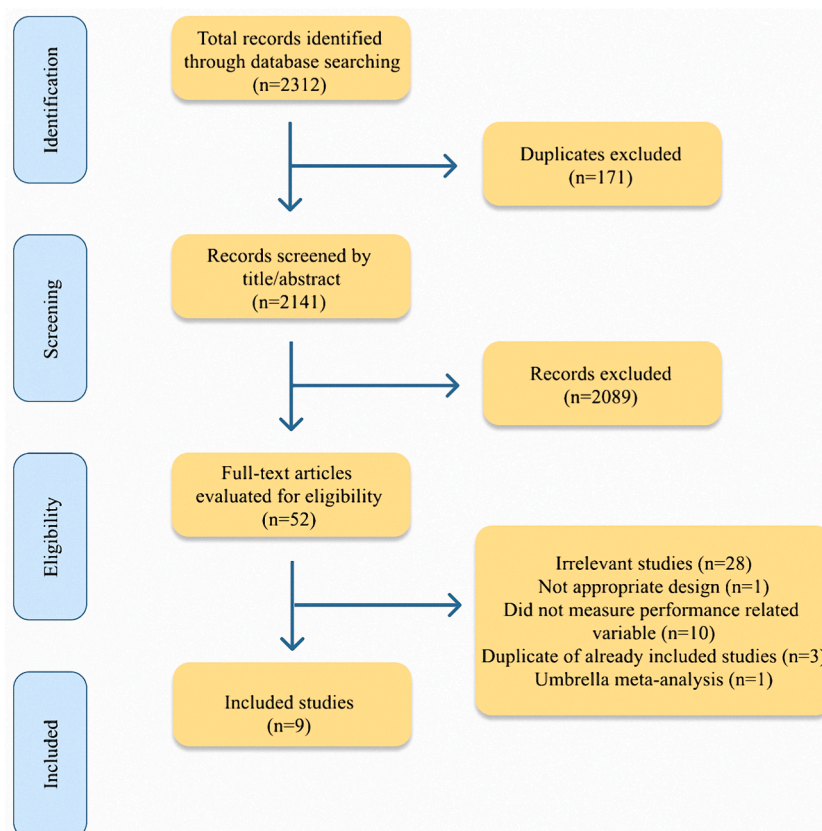 Identification
Total records identified
through database searching
(n=2312)
Duplicates excluded
(n=171)
Screening
Records screened by
title/abstract
(n=2141)
Records excluded
(n=2089)
Eligibility
Full-text articles
evaluated for eligibility
(n=52)
Irrelevant studies (n=28)
Not appropriate design (n=1)
Did not measure performance related
variable (n=10)
Duplicate of already included studies (n=3)
Umbrella meta-analysis (n=1)
Included
Included studies
(n=9)